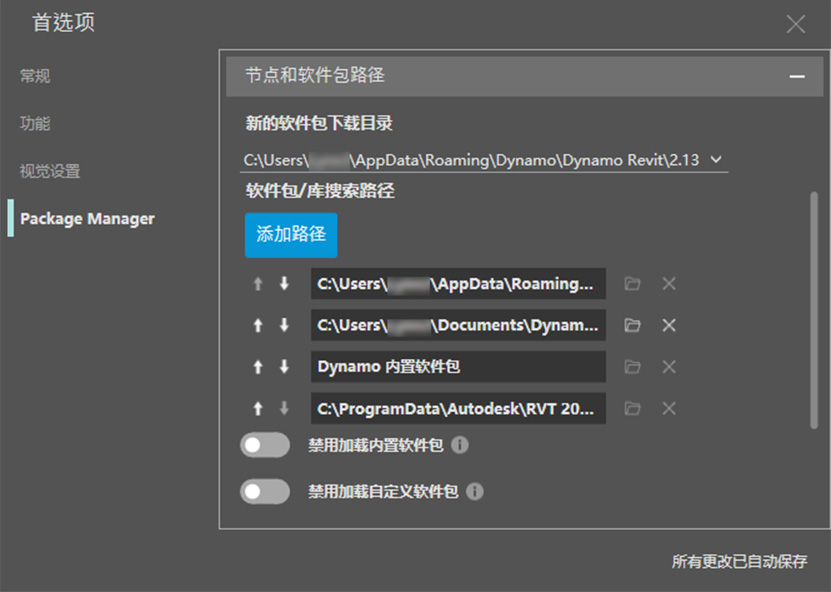 首选项
常规
功能
视觉设置
Package Manager
节点和软件包路径
新的软件包下载目录
C:\Users\ \AppData\Roaming\Dynamo\Dynamo Revit\2.13
软件包/库搜索路径
添加路径
C:\Users\ \AppData\Roaming...
C:\Users\ \Documents\Dynam...
Dynamo 内置软件包
C:\ProgramData\Autodesk\RVT 20...
禁用加载内置软件包
禁用加载自定义软件包
所有更改已自动保存